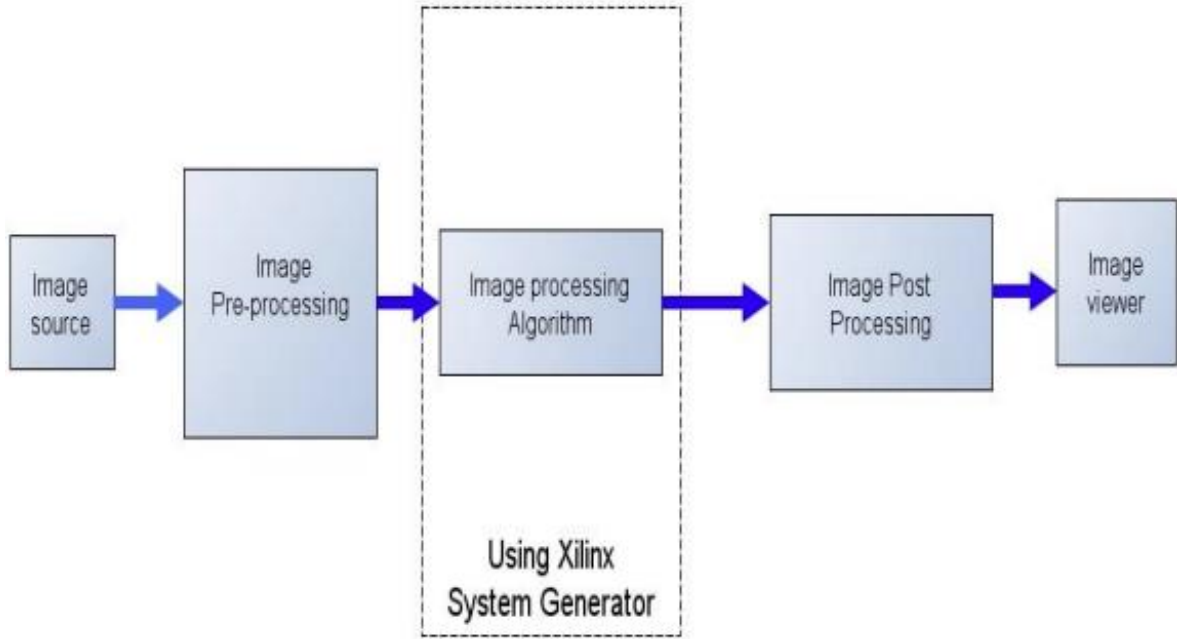 Image
source
Image
Pre-processing
Image processing
Algorithm
Image Post
Processing
Image
viewer
Using Xilinx
System Generator